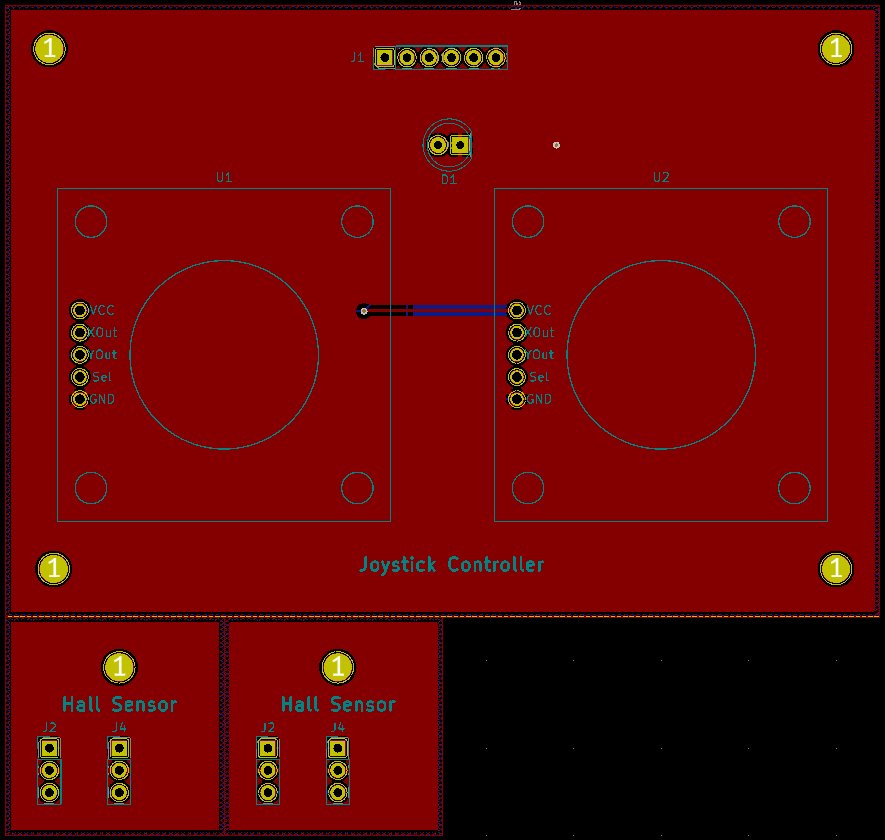 1
J1
1
D1
U1
U2
VCC
XOut
YOut
Sel
GND
VCC
XOut
YOut
Sel
GND
1
Joystick Controller
1
1
1
Hall Sensor
Hall Sensor
J2
J4
J2
J4